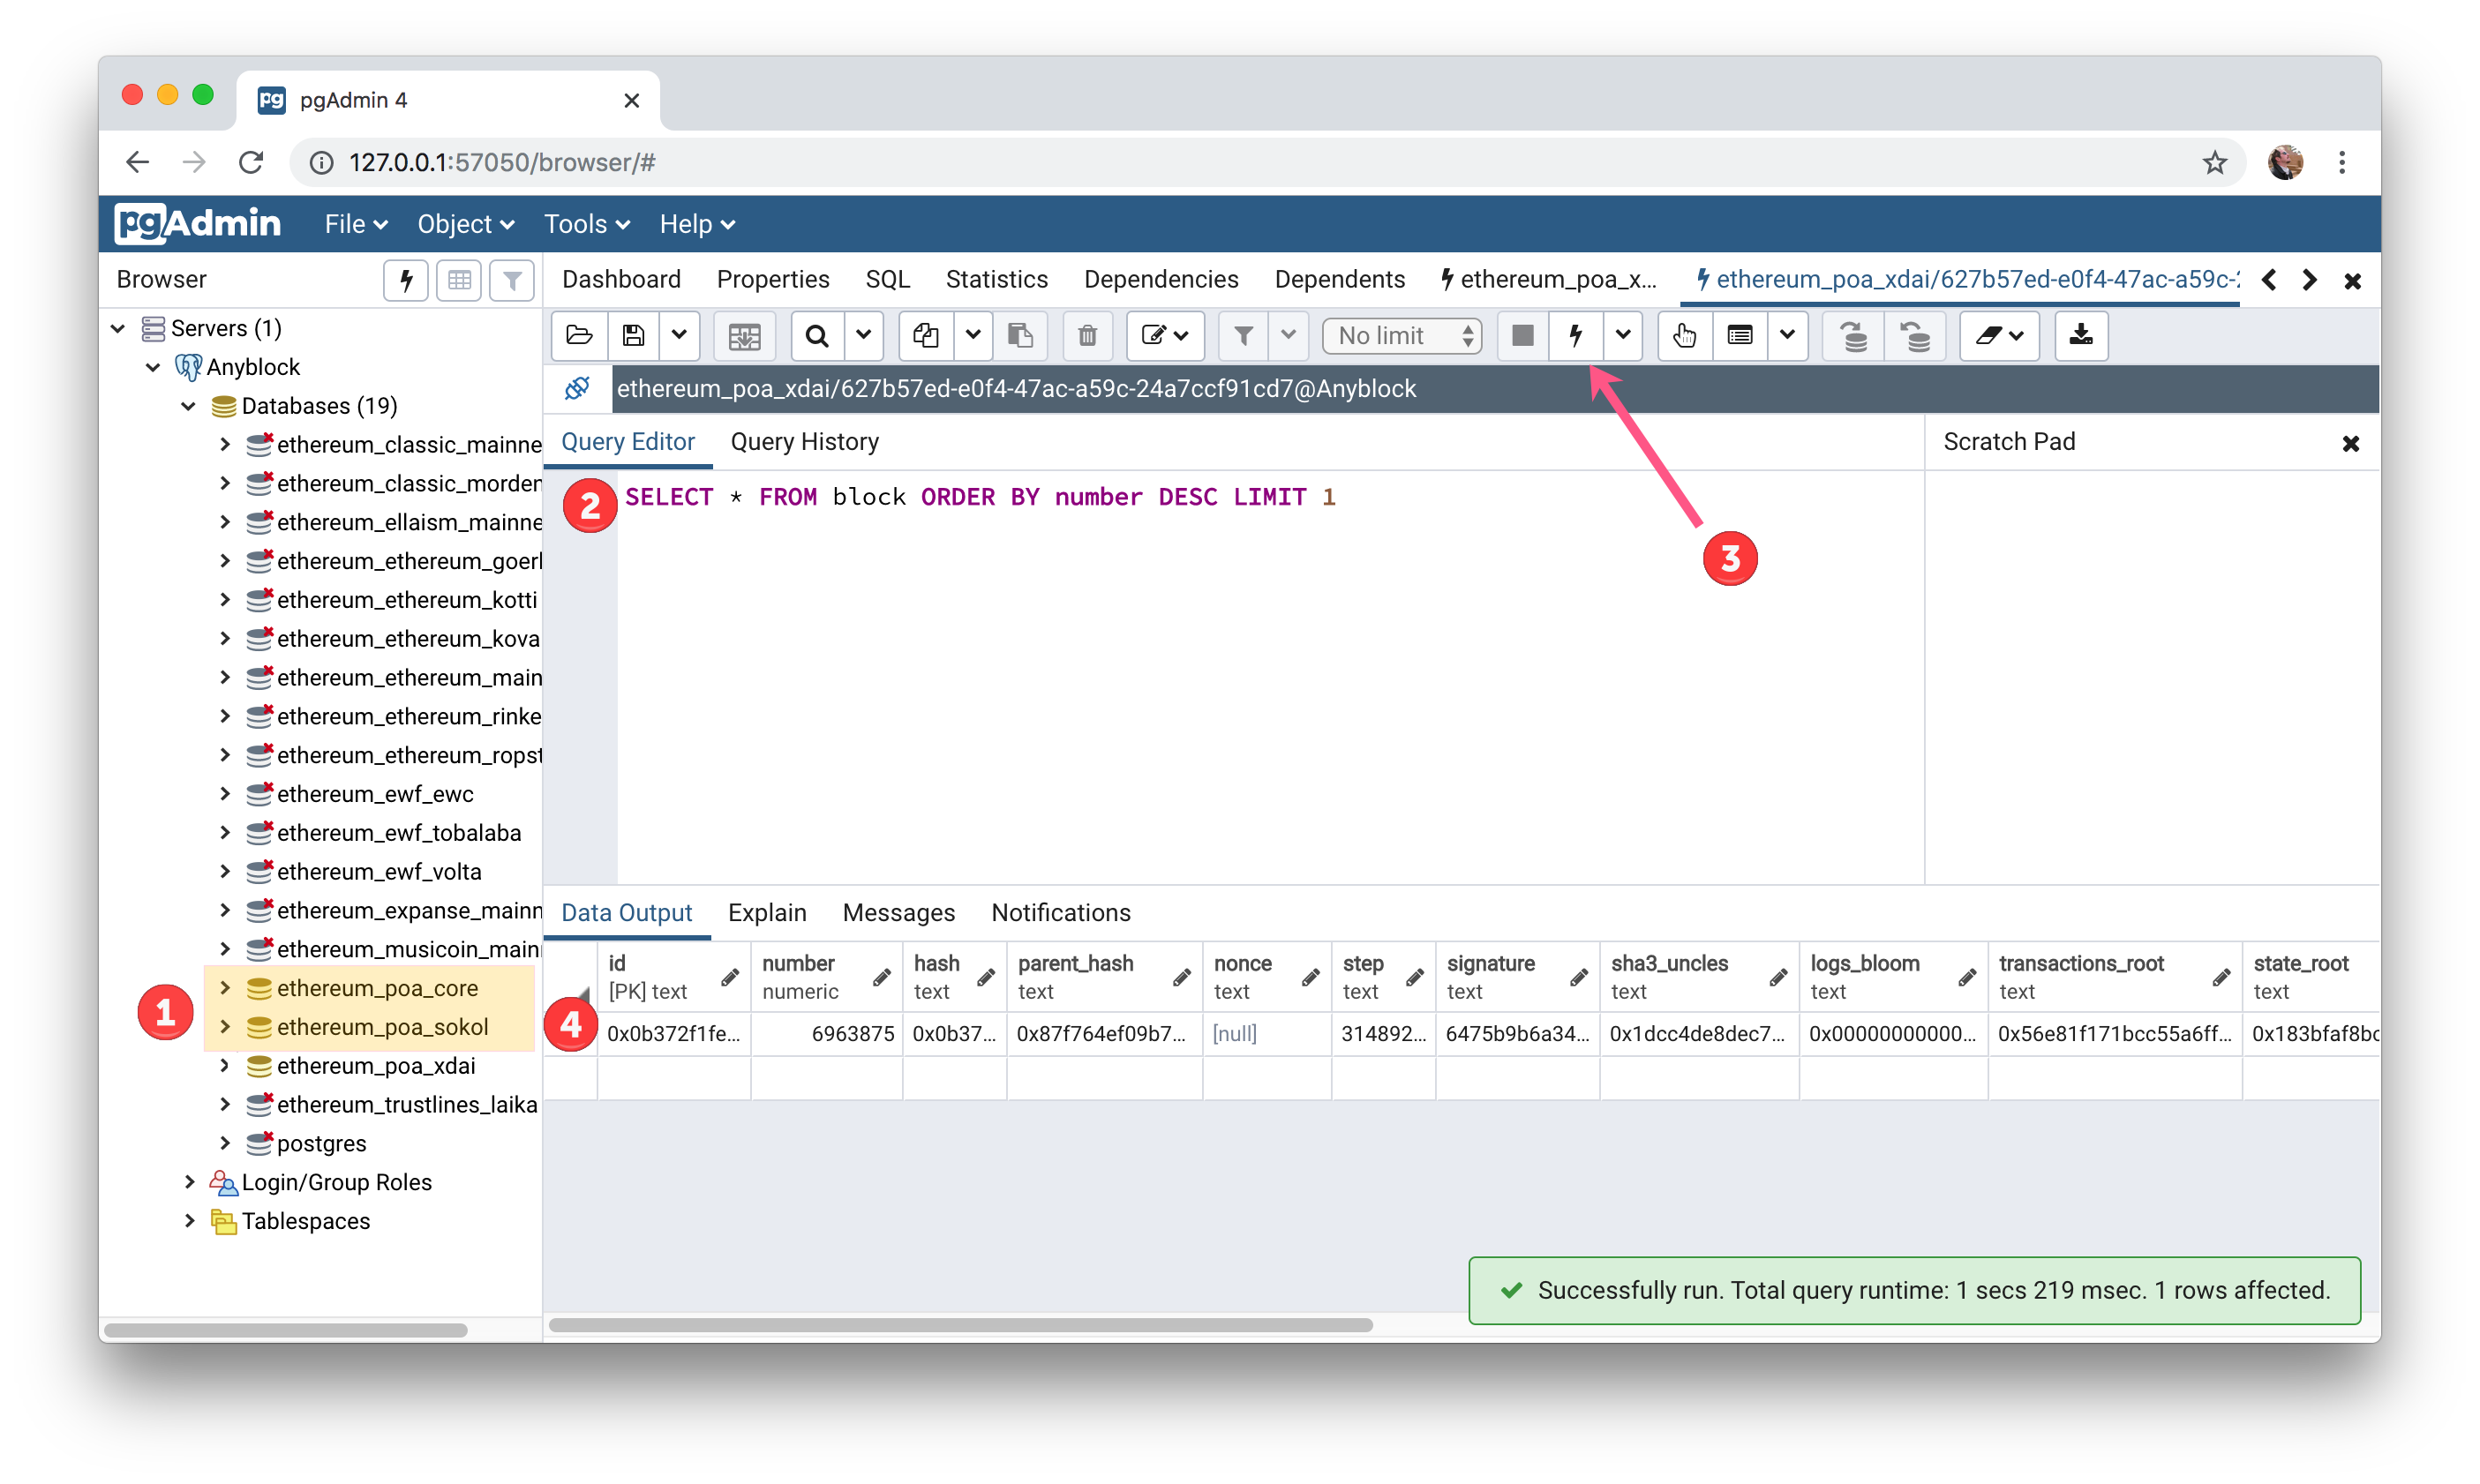 pgAdmin 4
127.0.0.1:57050/browser/#
pgAdmin File Object Tools Help
Browser
Dashboard Properties SQL Statistics Dependencies Dependents ethereum_poa_x... ethereum_poa_xdai/627b57ed-e0f4-47ac-a59c-
No limit
ethereum_poa_xdai/627b57ed-e0f4-47ac-a59c-24a7ccf91cd7@Anyblock
Servers (1)
Anyblock
Databases (19)
ethereum_classic_mainne
ethereum_classic_morden
ethereum_ellaism_mainne
ethereum_ethereum_goerl
ethereum_ethereum_kotti
ethereum_ethereum_kova
ethereum_ethereum_main
ethereum_ethereum_rinke
ethereum_ethereum_ropst
ethereum_ewf_ewc
ethereum_ewf_tobalaba
ethereum_ewf_volta
ethereum_expanse_mainn
ethereum_musicoin_main
1
ethereum_poa_core
ethereum_poa_sokol
ethereum_poa_xdai
ethereum_trustlines_laika
postgres
Login/Group Roles
Tablespaces
Query Editor Query History
Scratch Pad
2 SELECT * FROM block ORDER BY number DESC LIMIT 1
3
Data Output Explain Messages Notifications
id number hash parent_hash nonce step signature sha3_uncles logs_bloom transactions_root state_root
[PK] text numeric text text text text text text text text text
4 0x0b372f1fe... 6963875 0x0b37... 0x87f764ef09b7... [null] 314892... 6475b9b6a34... 0x1dcc4de8dec7... 0x00000000000... 0x56e81f171bcc55a6ff... 0x183bfaf8bc
Successfully run. Total query runtime: 1 secs 219 msec. 1 rows affected.